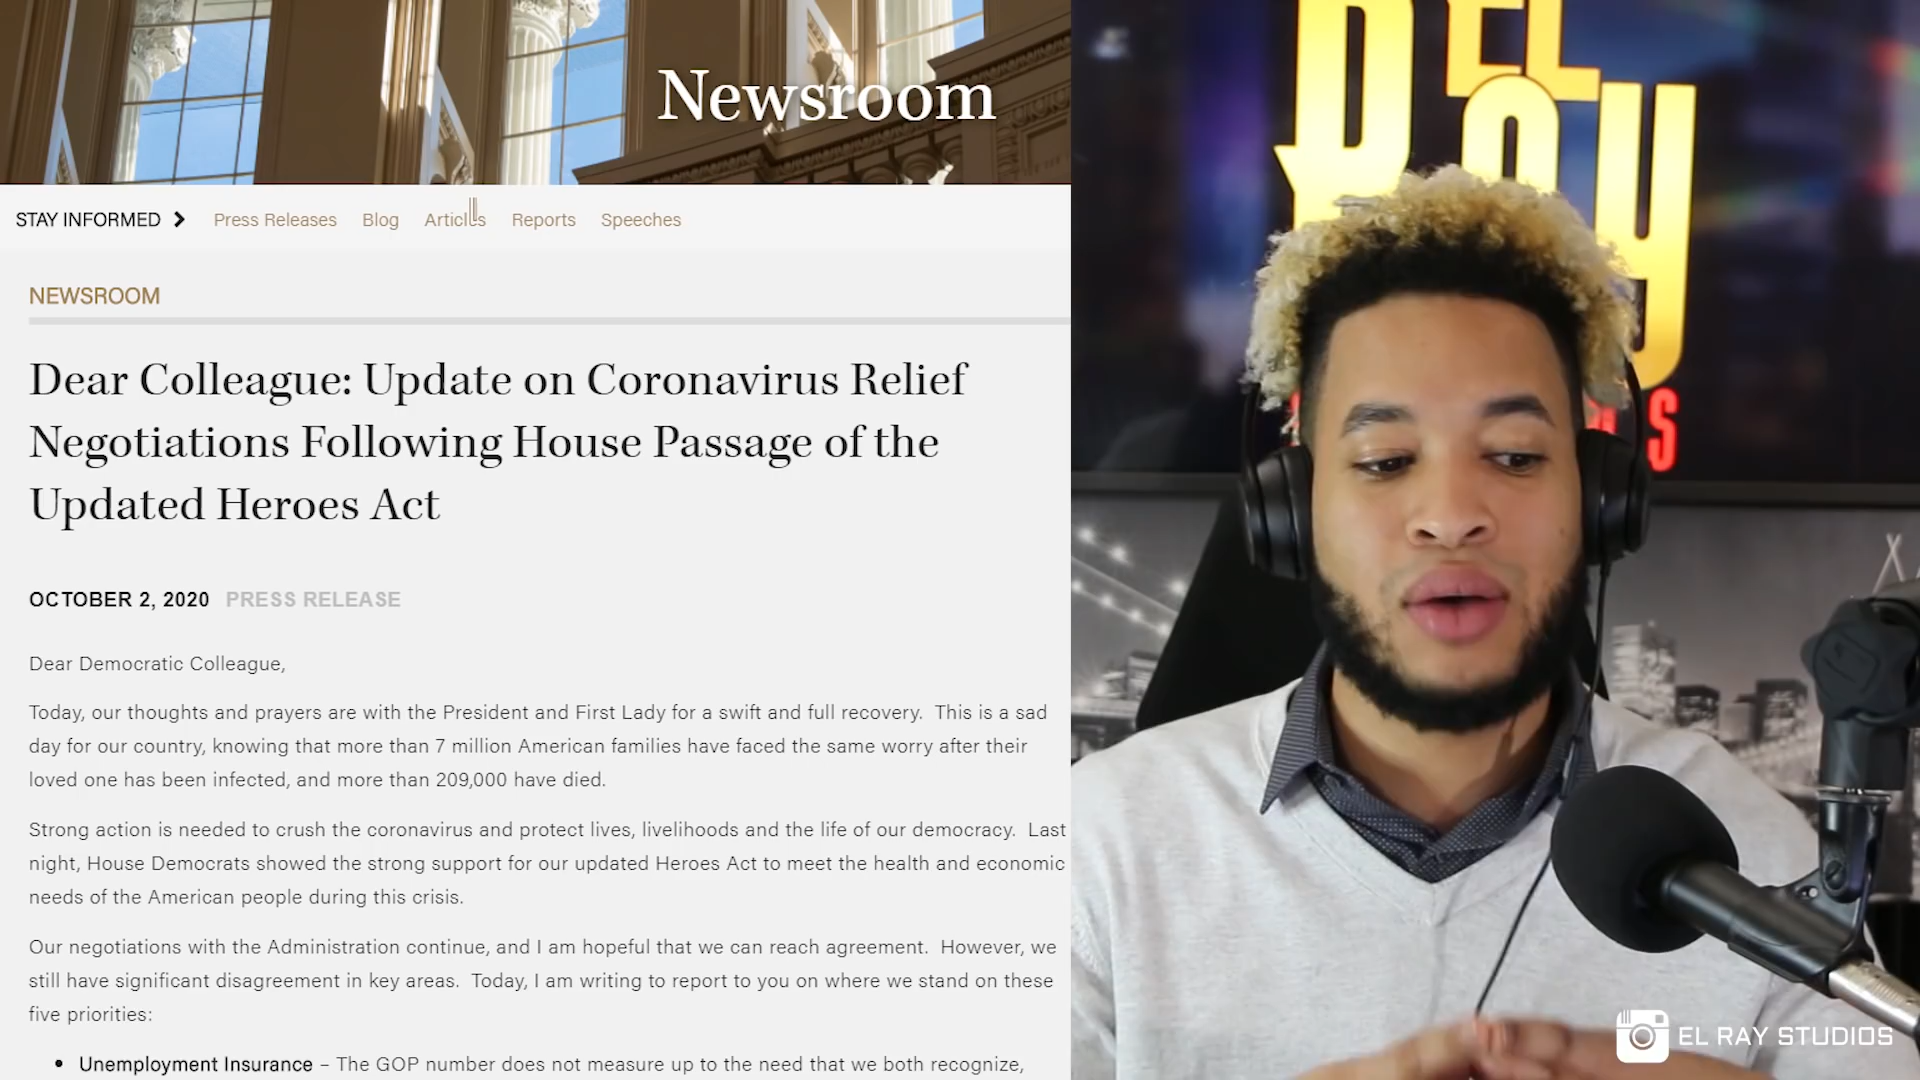 Newsroom
STAY INFORMED
Press Releases
Blog
Articles
Reports
Speeches
NEWSROOM
Dear Colleague: Update on Coronavirus Relief
Negotiations Following House Passage of the
Updated Heroes Act
OCTOBER 2, 2020 PRESS RELEASE
Dear Democratic Colleague,
Today, our thoughts and prayers are with the President and First Lady for a swift and full recovery. This is a sad
day for our country, knowing that more than 7 million American families have faced the same worry after their
loved one has been infected, and more than 209,000 have died.
Strong action is needed to crush the coronavirus and protect lives, livelihoods and the life of our democracy. Last
night, House Democrats showed the strong support for our updated Heroes Act to meet the health and economic
needs of the American people during this crisis.
Our negotiations with the Administration continue, and I am hopeful that we can reach agreement. However, we
still have significant disagreement in key areas. Today, I am writing to report to you on where we stand on these
five priorities:
• Unemployment Insurance – The GOP number does not measure up to the need that we both recognize,
EL
RAY
EL RAY STUDIOS